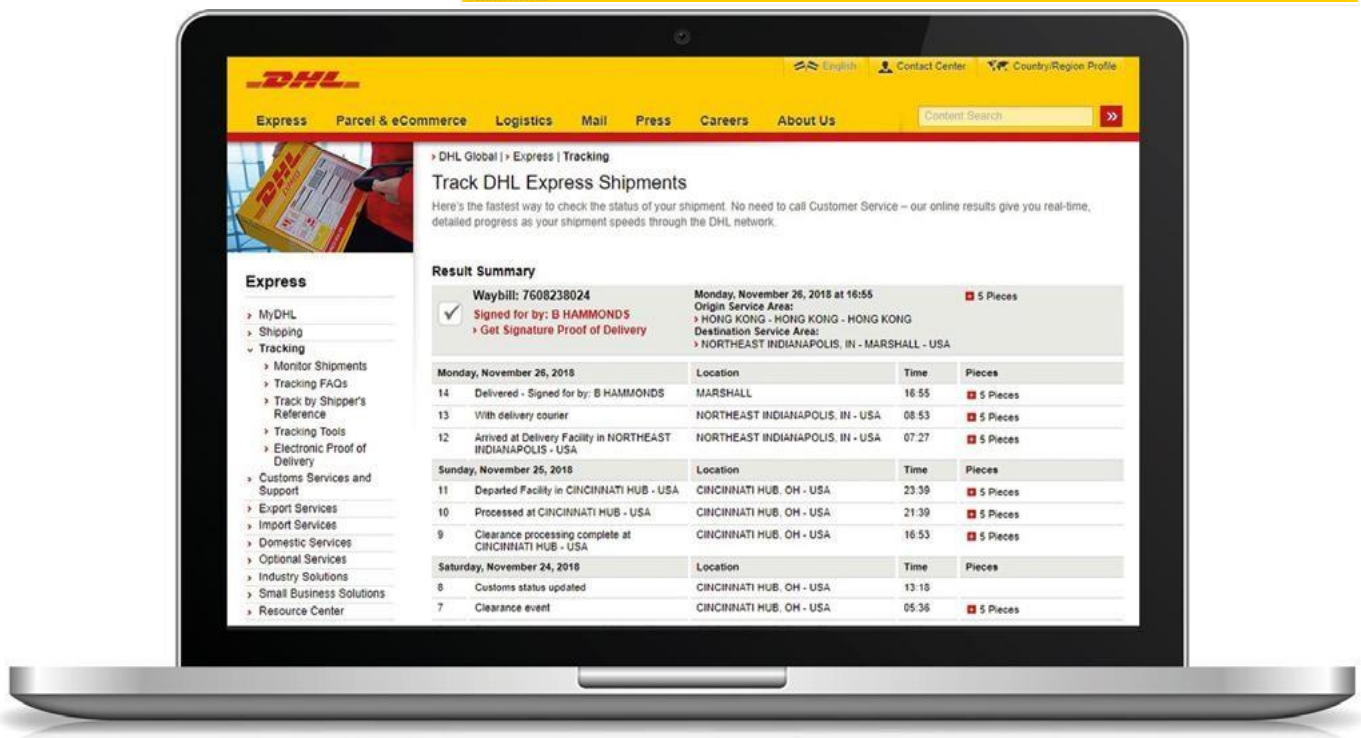 DHL
English Contact Center Country/Region Profile
Express Parcel & eCommerce Logistics Mail Press Careers About Us Content Search
DHL
› DHL Global | › Express | Tracking
Track DHL Express Shipments
Here's the fastest way to check the status of your shipment. No need to call Customer Service – our online results give you real-time,
detailed progress as your shipment speeds through the DHL network.
Express
› MyDHL
› Shipping
Tracking
› Monitor Shipments
› Tracking FAQs
› Track by Shipper's
Reference
› Tracking Tools
› Electronic Proof of
Delivery
› Customs Services and
Support
› Export Services
› Import Services
› Domestic Services
› Optional Services
› Industry Solutions
› Small Business Solutions
› Resource Center
Result Summary
Waybill: 7608238024
Signed for by: B HAMMONDS
› Get Signature Proof of Delivery
Monday, November 26, 2018 at 16:55
Origin Service Area:
› HONG KONG - HONG KONG - HONG KONG
Destination Service Area:
› NORTHEAST INDIANAPOLIS, IN - MARSHALL - USA
5 Pieces
Monday, November 26, 2018 Location Time Pieces
14 Delivered - Signed for by: B HAMMONDS MARSHALL 16:55 5 Pieces
13 With delivery courier NORTHEAST INDIANAPOLIS, IN - USA 08:53 5 Pieces
12 Arrived at Delivery Facility in NORTHEAST NORTHEAST INDIANAPOLIS, IN - USA 07:27 5 Pieces
INDIANAPOLIS - USA
Sunday, November 25, 2018 Location Time Pieces
11 Departed Facility in CINCINNATI HUB - USA CINCINNATI HUB, OH - USA 23:39 5 Pieces
10 Processed at CINCINNATI HUB - USA CINCINNATI HUB, OH - USA 21:39 5 Pieces
9 Clearance processing complete at CINCINNATI HUB, OH - USA 16:53 5 Pieces
CINCINNATI HUB - USA
Saturday, November 24, 2018 Location Time Pieces
8 Customs status updated CINCINNATI HUB, OH - USA 13:18
7 Clearance event CINCINNATI HUB, OH - USA 05:36 5 Pieces